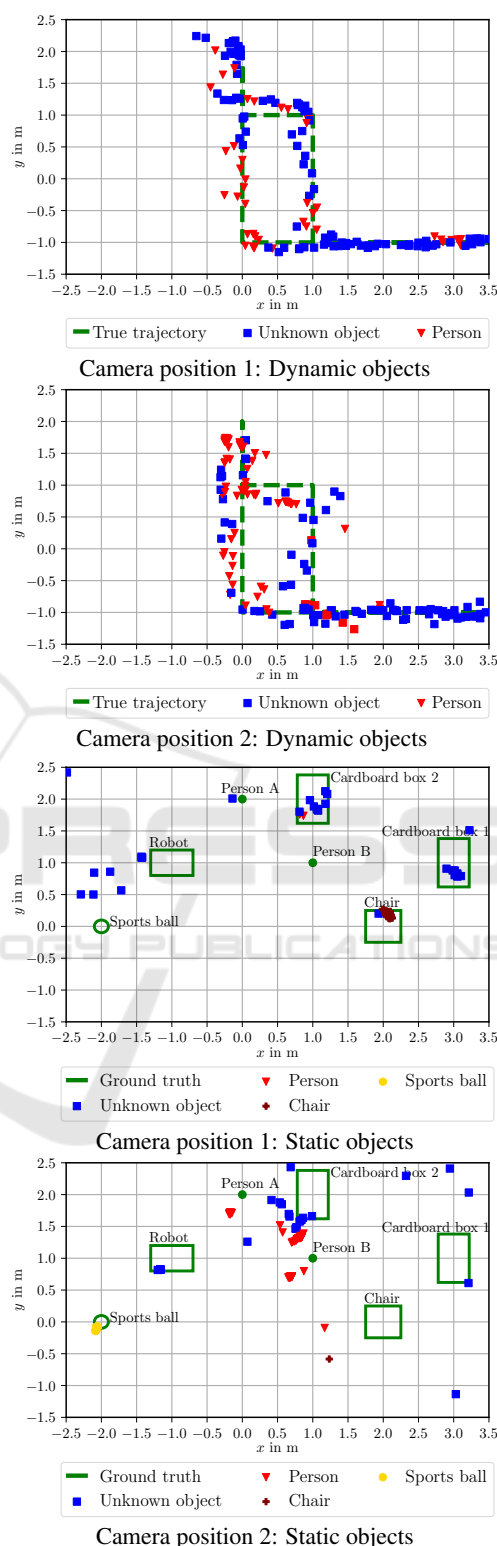 2.5
2.0
1.5
1.0
0.5
0.0
−0.5
−1.0
−1.5
y in m
−2.5 −2.0 −1.5 −1.0 −0.5 0.0 0.5 1.0 1.5 2.0 2.5 3.0 3.5
x in m
True trajectory Unknown object Person
Camera position 1: Dynamic objects
2.5
2.0
1.5
1.0
0.5
0.0
−0.5
−1.0
−1.5
y in m
−2.5 −2.0 −1.5 −1.0 −0.5 0.0 0.5 1.0 1.5 2.0 2.5 3.0 3.5
x in m
True trajectory Unknown object Person
Camera position 2: Dynamic objects
2.5
2.0
1.5
1.0
0.5
0.0
−0.5
−1.0
−1.5
y in m
Person A
Cardboard box 2
Robot
Person B
Cardboard box 1
Chair
Sports ball
−2.5 −2.0 −1.5 −1.0 −0.5 0.0 0.5 1.0 1.5 2.0 2.5 3.0 3.5
x in m
Ground truth Person Sports ball
Unknown object Chair
Camera position 1: Static objects
2.5
2.0
1.5
1.0
0.5
0.0
−0.5
−1.0
−1.5
y in m
Person A
Cardboard box 2
Robot
Person B
Cardboard box 1
Chair
Sports ball
−2.5 −2.0 −1.5 −1.0 −0.5 0.0 0.5 1.0 1.5 2.0 2.5 3.0 3.5
x in m
Ground truth Person Sports ball
Unknown object Chair
Camera position 2: Static objects